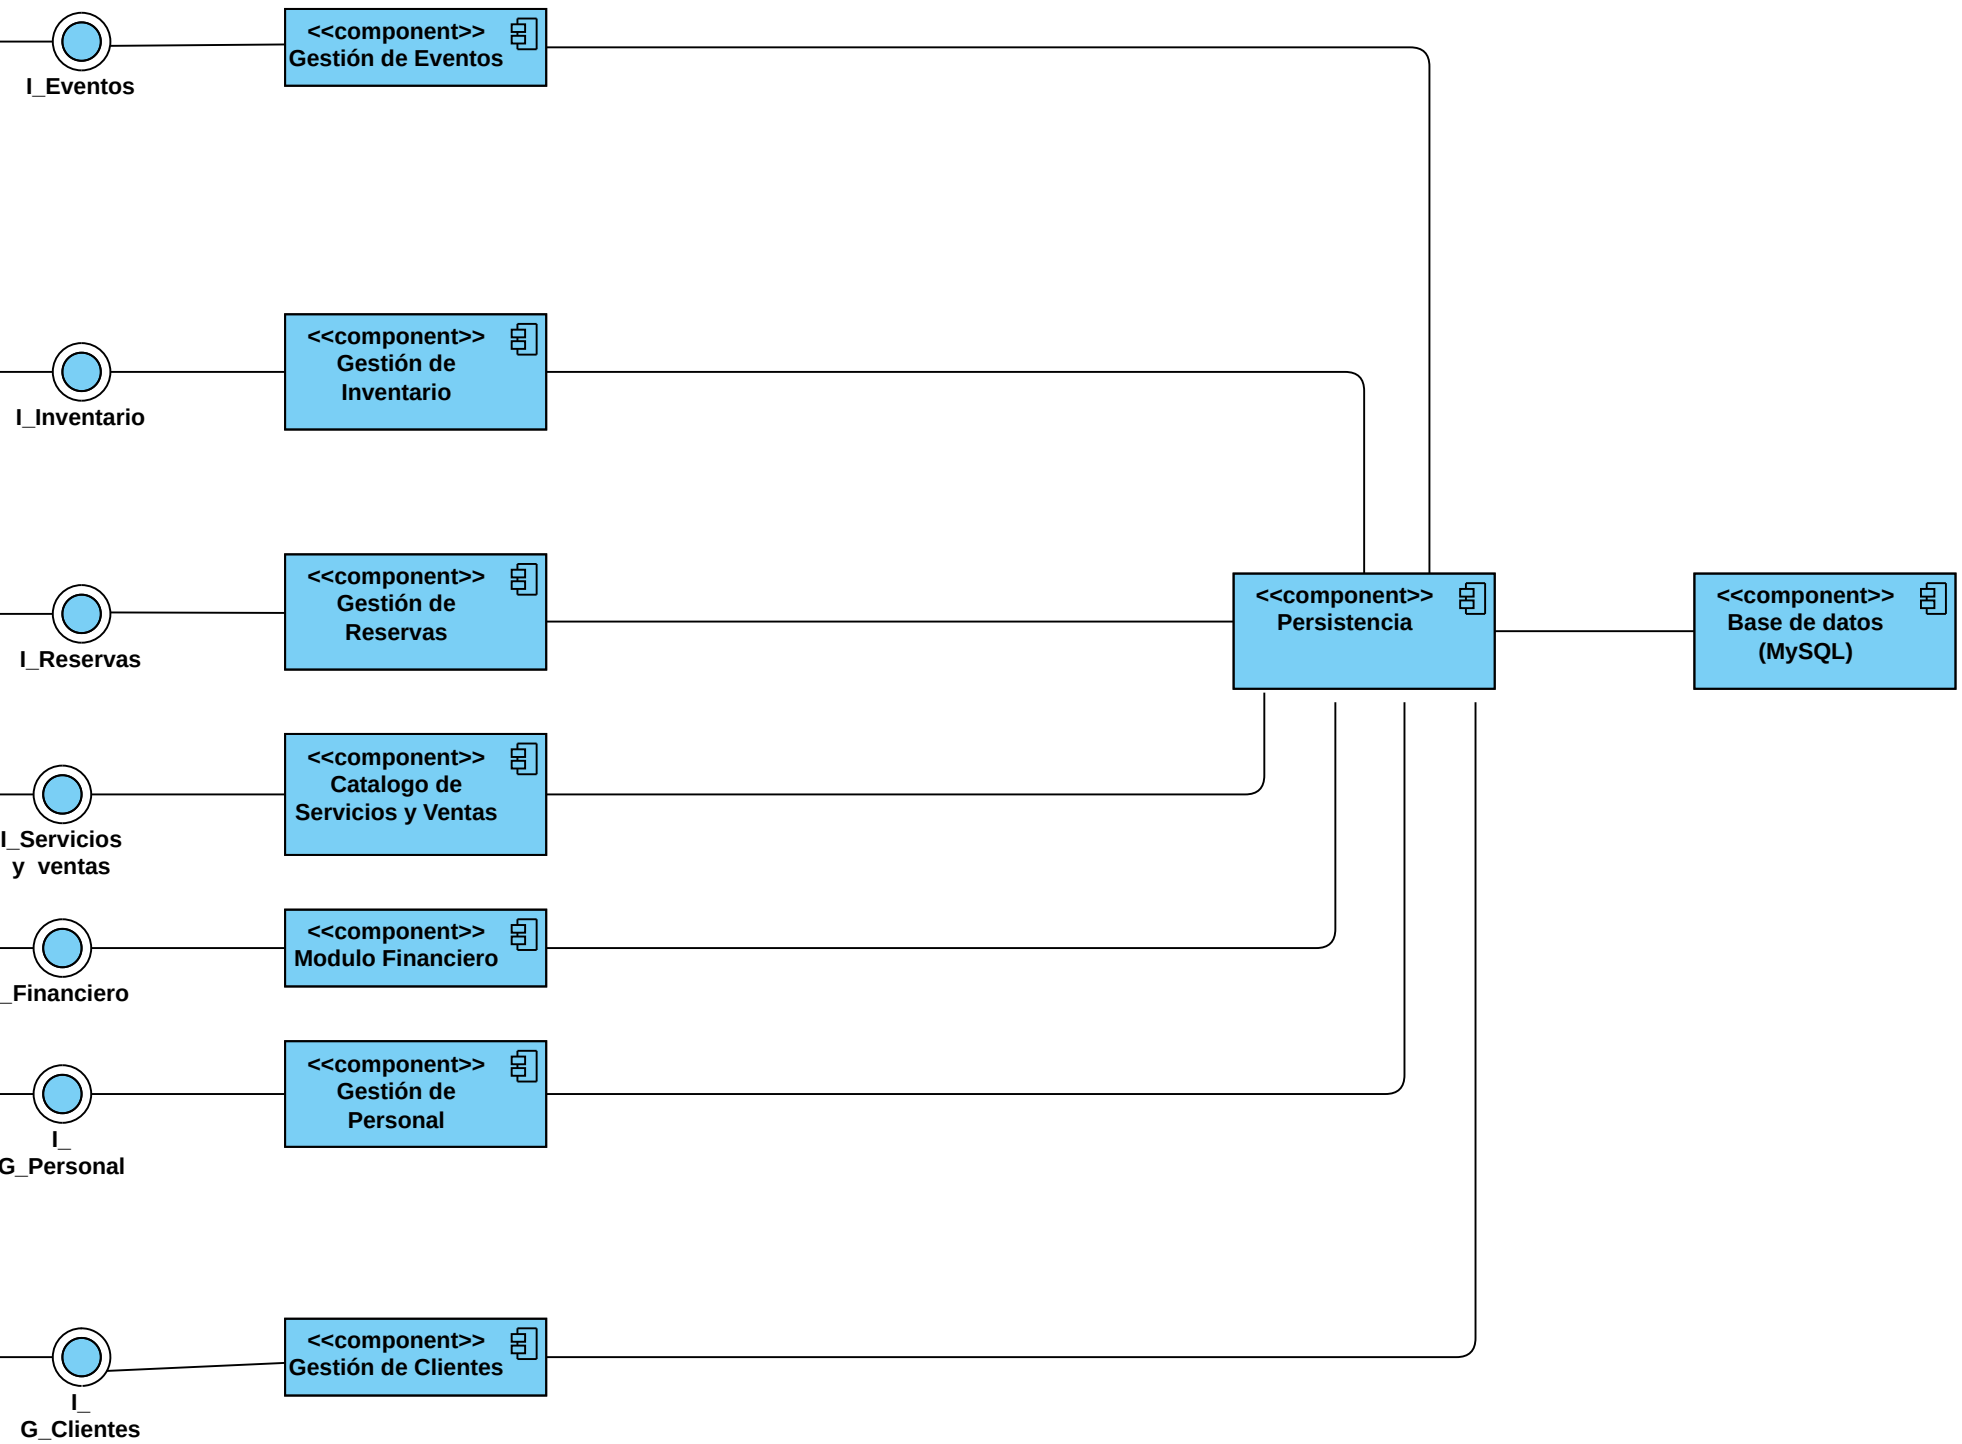 <<component>>
Gestión de Eventos
I_Eventos
<<component>>
Gestión de
Inventario
I_Inventario
<<component>>
Gestión de
Reservas
I_Reservas
<<component>>
Persistencia
<<component>>
Base de datos
(MySQL)
<<component>>
Catalogo de
Servicios y Ventas
I_Servicios
y  ventas
<<component>>
Modulo Financiero
_Financiero
<<component>>
Gestión de
Personal
I_
G_Personal
<<component>>
Gestión de Clientes
I_
G_Clientes